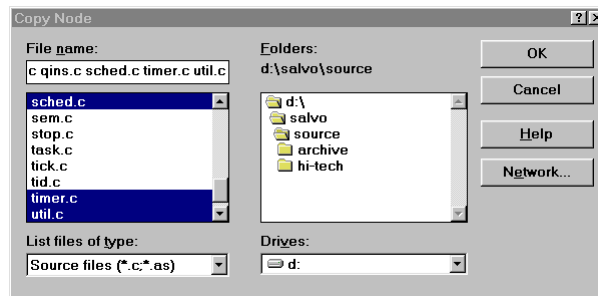 Copy Node
File name:
c qins.c sched.c timer.c util.c
sched.c
sem.c
stop.c
task.c
tick.c
tid.c
timer.c
util.c
List files of type:
Source files (*.c;*.as)
Folders:
d:\salvo\source
d:\
salvo
source
archive
hi-tech
Drives:
d:
OK
Cancel
Help
Network...